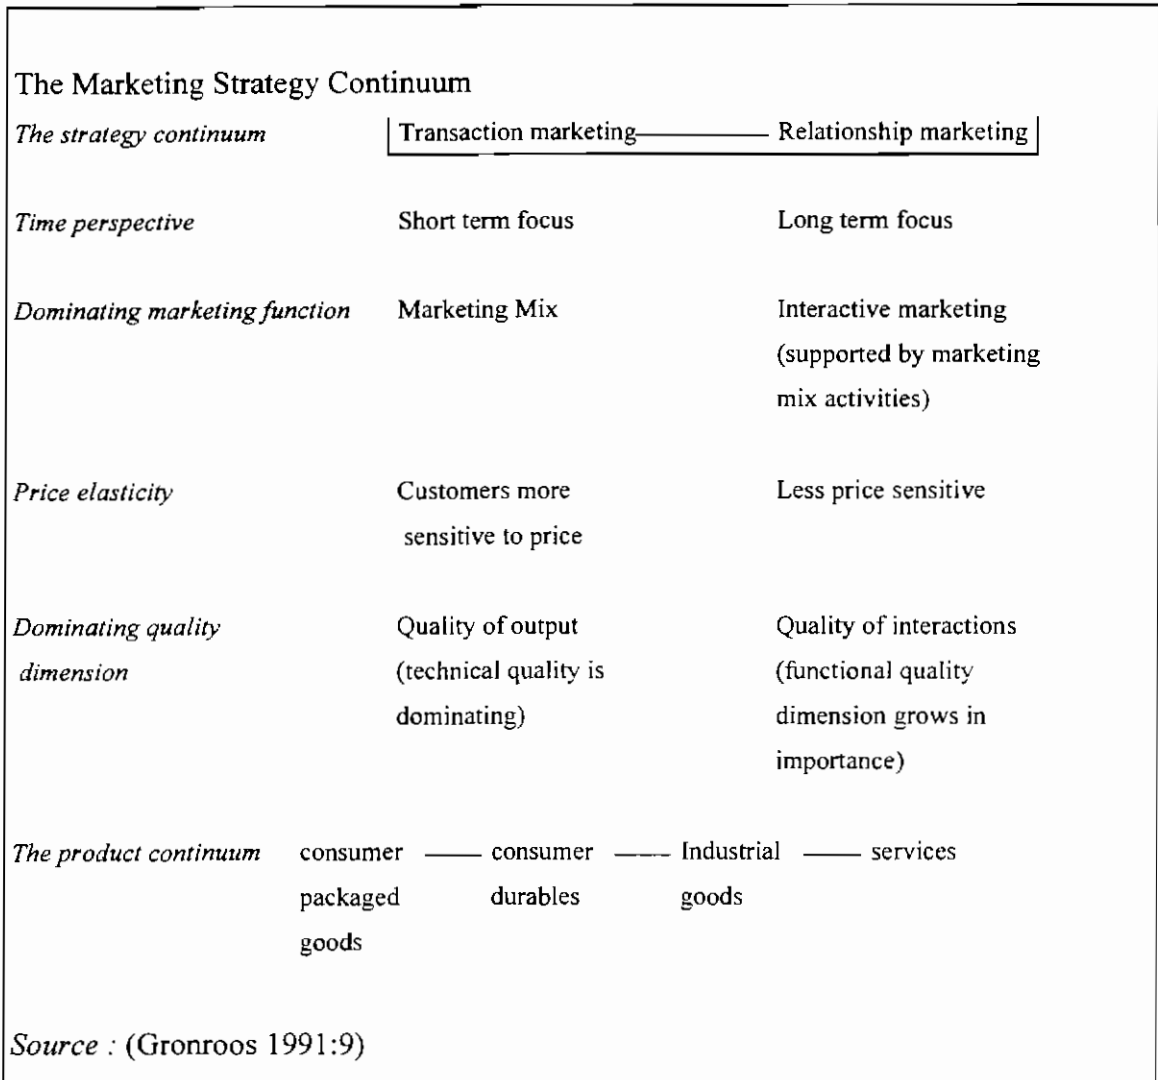 The Marketing Strategy Continuum
The strategy continuum Transaction marketing Relationship marketing
Time perspective Short term focus Long term focus
Dominating marketing function Marketing Mix Interactive marketing
(supported by marketing
mix activities)
Price elasticity Customers more Less price sensitive
sensitive to price
Dominating quality Quality of output Quality of interactions
dimension (technical quality is (functional quality
dominating) dimension grows in
importance)
The product continuum consumer consumer Industrial services
packaged durables goods
goods
Source : (Gronroos 1991:9)